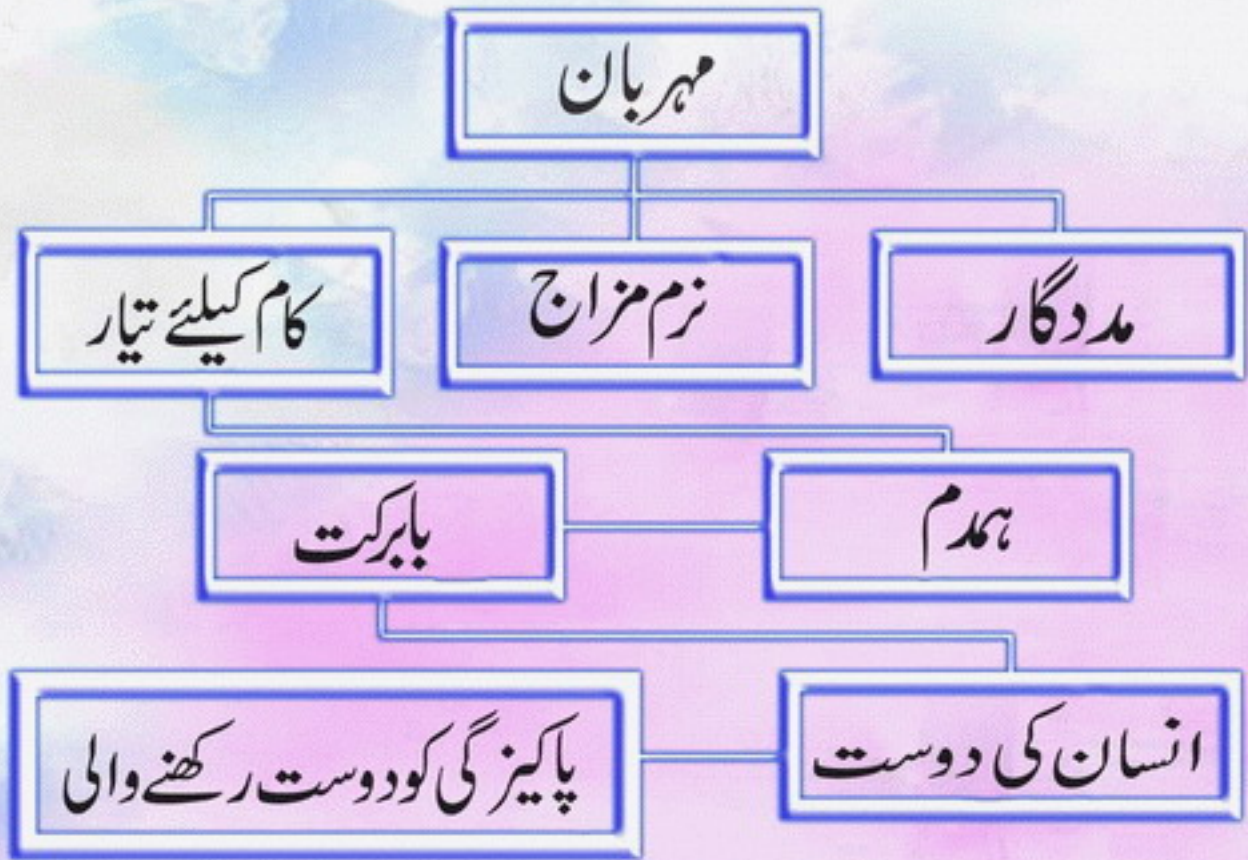 مہربان
مددگار
نرم مزاج
کام کیلئے تیار
ہمدم
بابرکت
انسان کی دوست
پاکیزگی کو دوست رکھنے والی